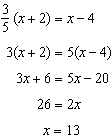 3/5 (x + 2) = x − 4
3(x + 2) = 5(x − 4)
3x + 6 = 5x − 20
26 = 2x
x = 13